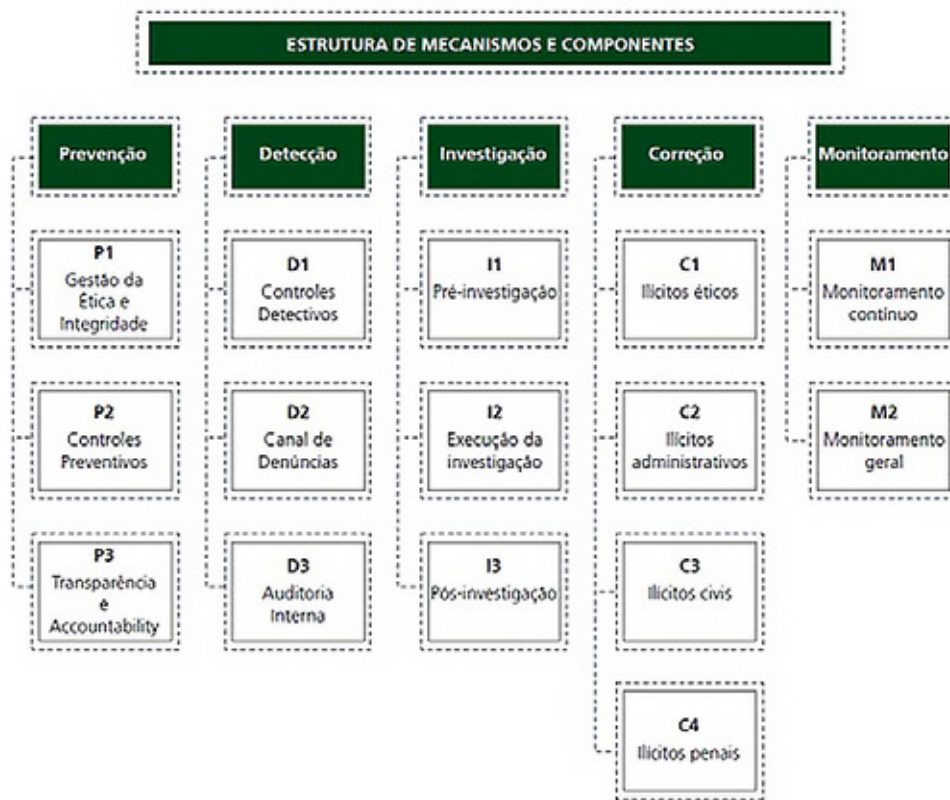 ESTRUTURA DE MECANISMOS E COMPONENTES
Prevenção
P1
Gestão da
Ética e
Integridade
P2
Controles
Preventivos
P3
Transparência
e
Accountability
Detecção
D1
Controles
Detectivos
D2
Canal de
Denúncias
D3
Auditoria
Interna
Investigação
I1
Pré-investigação
I2
Execução da
investigação
I3
Pós-investigação
Correção
C1
Ilícitos éticos
C2
Ilícitos
administrativos
C3
Ilícitos civis
C4
Ilícitos penais
Monitoramento
M1
Monitoramento
contínuo
M2
Monitoramento
geral